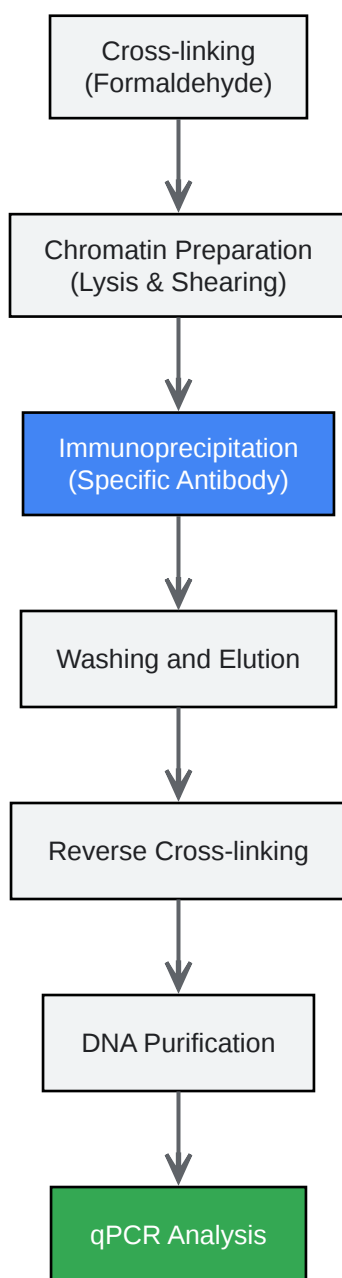 Cross-linking
(Formaldehyde)
Chromatin Preparation
(Lysis & Shearing)
Immunoprecipitation
(Specific Antibody)
Washing and Elution
Reverse Cross-linking
DNA Purification
qPCR Analysis